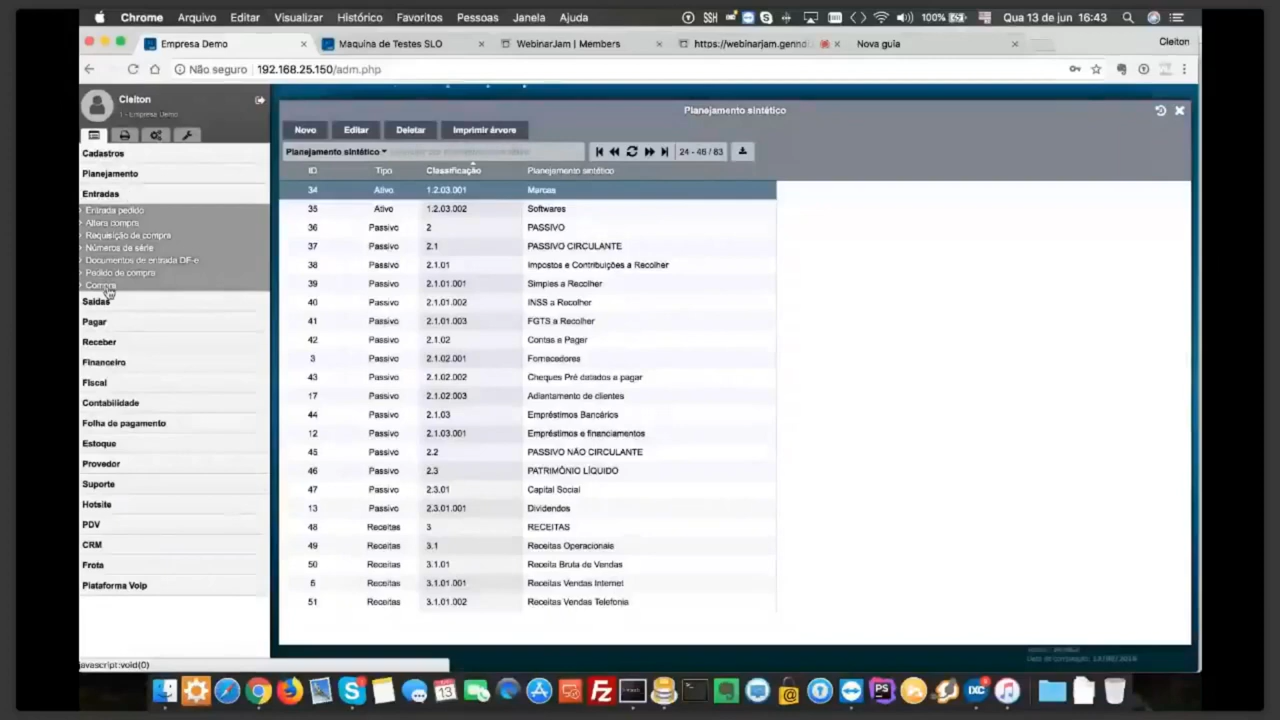 Chrome Arquivo Editar Visualizar Histórico Favoritos Pessoas Janela Ajuda SSH 100% Qua 13 de jun 16:43
Empresa Demo × Maquina de Testes SLO × WebinarJam | Members × https://webinarjam.genndi × Nova guia × Cleiton
Não seguro 192.168.25.150/adm.php
Cleiton
1 - Empresa Demo
Cadastros
Planejamento
Entradas
Entrada pedido
Altera compra
Requisição de compra
Números de série
Documentos de entrada DF-e
Pedido de compra
Compra
Saídas
Pagar
Receber
Financeiro
Fiscal
Contabilidade
Folha de pagamento
Estoque
Provedor
Suporte
Hotsite
PDV
CRM
Frota
Plataforma Voip
javascript:void(0)
Planejamento sintético
Novo Editar Deletar Imprimir árvore
Planejamento sintético 24 - 46 / 83
ID Tipo Classificação Planejamento sintético
34 Ativo 1.2.03.001 Marcas
35 Ativo 1.2.03.002 Softwares
36 Passivo 2 PASSIVO
37 Passivo 2.1 PASSIVO CIRCULANTE
38 Passivo 2.1.01 Impostos e Contribuições a Recolher
39 Passivo 2.1.01.001 Simples a Recolher
40 Passivo 2.1.01.002 INSS a Recolher
41 Passivo 2.1.01.003 FGTS a Recolher
42 Passivo 2.1.02 Contas a Pagar
3 Passivo 2.1.02.001 Fornecedores
43 Passivo 2.1.02.002 Cheques Pré datados a pagar
17 Passivo 2.1.02.003 Adiantamento de clientes
44 Passivo 2.1.03 Empréstimos Bancários
12 Passivo 2.1.03.001 Empréstimos e financiamentos
45 Passivo 2.2 PASSIVO NÃO CIRCULANTE
46 Passivo 2.3 PATRIMÔNIO LÍQUIDO
47 Passivo 2.3.01 Capital Social
13 Passivo 2.3.01.001 Dividendos
48 Receitas 3 RECEITAS
49 Receitas 3.1 Receitas Operacionais
50 Receitas 3.1.01 Receita Bruta de Vendas
6 Receitas 3.1.01.001 Receitas Vendas Internet
51 Receitas 3.1.01.002 Receitas Vendas Telefonia